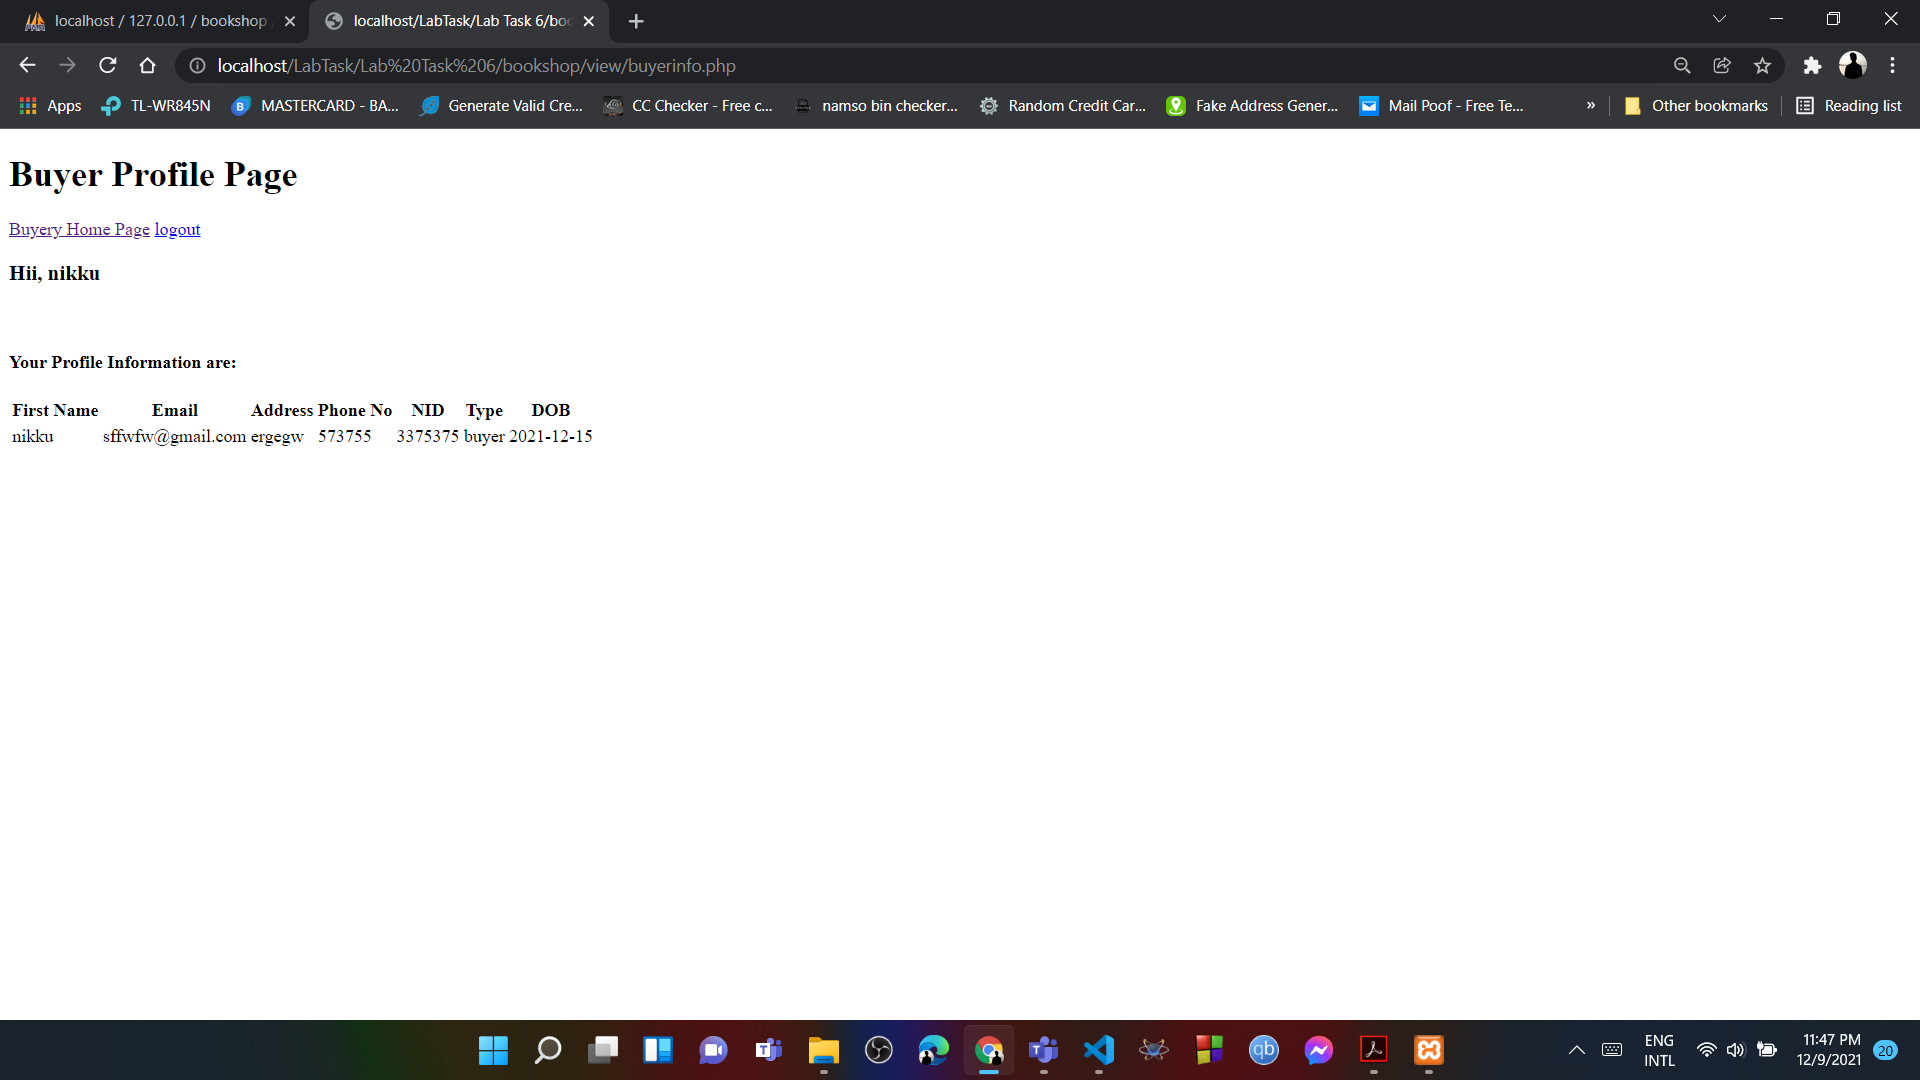 localhost / 127.0.0.1 / bookshop
localhost/LabTask/Lab Task 6/boo
localhost/LabTask/Lab%20Task%206/bookshop/view/buyerinfo.php
Apps TL-WR845N MASTERCARD - BA... Generate Valid Cre... CC Checker - Free c... namso bin checker... Random Credit Car... Fake Address Gener... Mail Poof - Free Te... » Other bookmarks Reading list
Buyer Profile Page
Buyery Home Page logout
Hii, nikku
Your Profile Information are:
First Name Email Address Phone No NID Type DOB
nikku sffwfw@gmail.com ergegw 573755 3375375 buyer 2021-12-15
qb
ENG
INTL
11:47 PM
12/9/2021
20